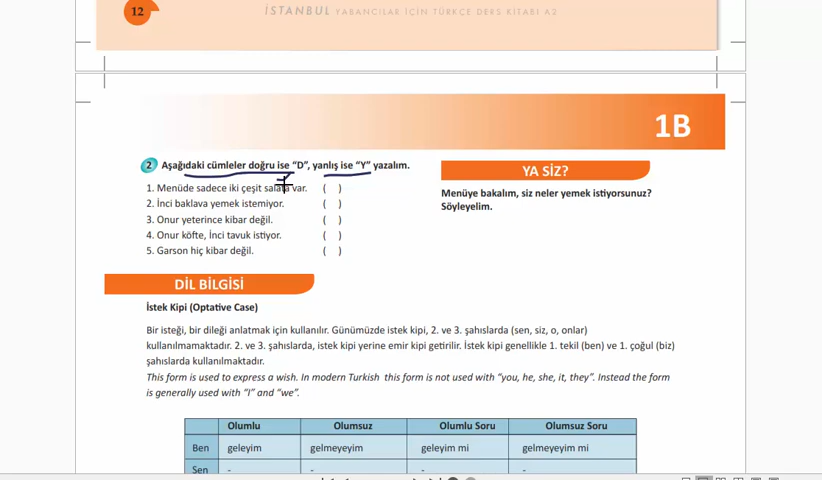 12
İSTANBUL YABANCILAR İÇİN TÜRKÇE DERS KİTABI A2
1B
2 Aşağıdaki cümleler doğru ise “D”, yanlış ise “Y” yazalım.
1. Menüde sadece iki çeşit salata var. ( )
2. İnci baklava yemek istemiyor. ( )
3. Onur yeterince kibar değil. ( )
4. Onur köfte, İnci tavuk istiyor. ( )
5. Garson hiç kibar değil. ( )
YA SİZ?
Menüye bakalım, siz neler yemek istiyorsunuz?
Söyleyelim.
DİL BİLGİSİ
İstek Kipi (Optative Case)
Bir isteği, bir dileği anlatmak için kullanılır. Günümüzde istek kipi, 2. ve 3. şahıslarda (sen, siz, o, onlar)
kullanılmamaktadır. 2. ve 3. şahıslarda, istek kipi yerine emir kipi getirilir. İstek kipi genellikle 1. tekil (ben) ve 1. çoğul (biz)
şahıslarda kullanılmaktadır.
This form is used to express a wish. In modern Turkish this form is not used with “you, he, she, it, they”. Instead the form
is generally used with “I” and “we”.
Olumlu Olumsuz Olumlu Soru Olumsuz Soru
Ben geleyim gelmeyeyim geleyim mi gelmeyeyim mi
Sen - - - -